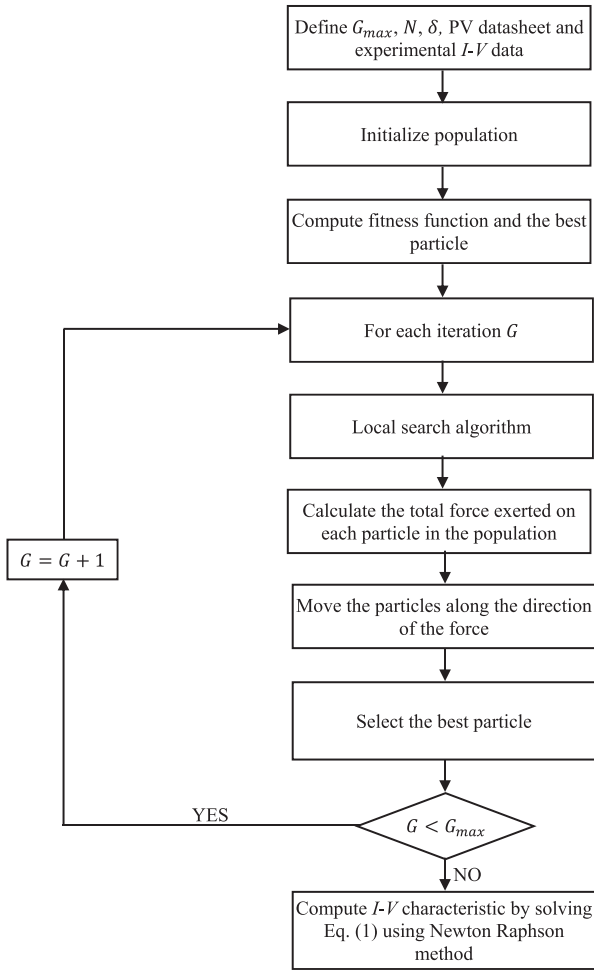 Define G_max, N, δ, PV datasheet and
experimental I-V data
Initialize population
Compute fitness function and the best
particle
For each iteration G
Local search algorithm
Calculate the total force exerted on
each particle in the population
G = G + 1
Move the particles along the direction
of the force
Select the best particle
YES
G < G_max
NO
Compute I-V characteristic by solving
Eq. (1) using Newton Raphson
method